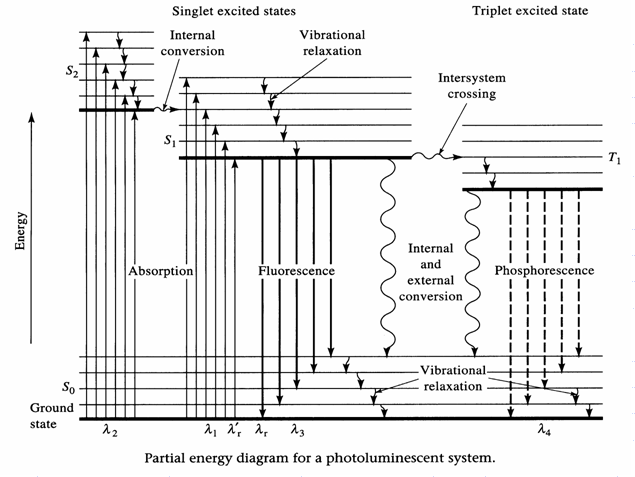 Singlet excited states
Triplet excited state
Internal
conversion
Vibrational
relaxation
S2
Intersystem
crossing
S1
T1
Energy
Absorption
Fluorescence
Internal
and
external
conversion
Phosphorescence
Vibrational
relaxation
S0
Ground
state
λ2
λ1
λ'r
λr
λ3
λ4
Partial energy diagram for a photoluminescent system.